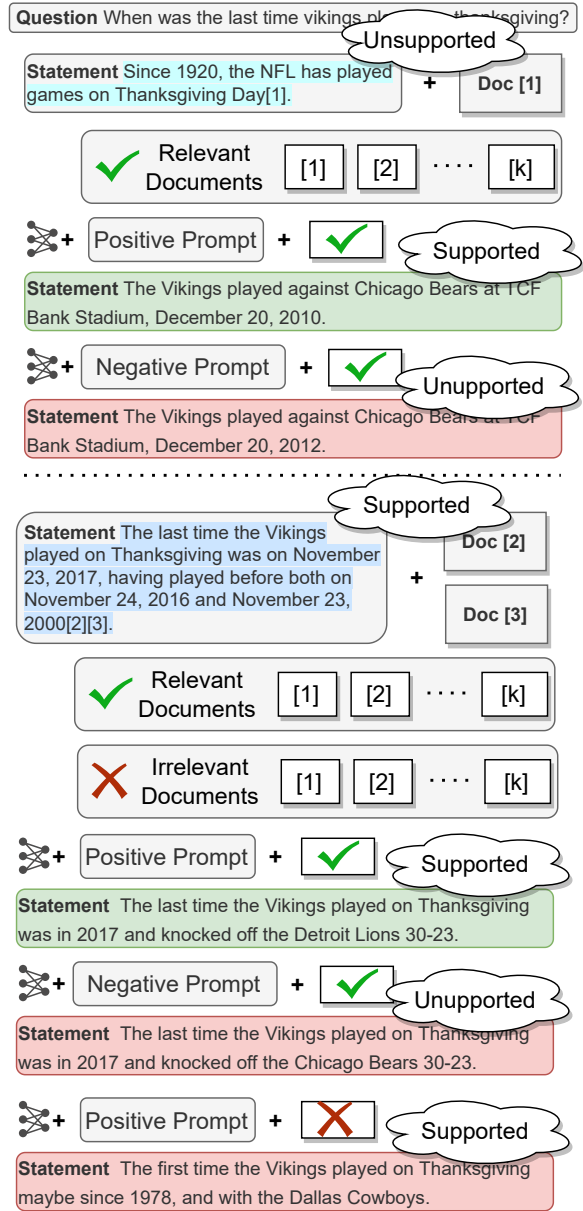 Question When was the last time vikings pl thanksgiving?
Unsupported
Statement Since 1920, the NFL has played
games on Thanksgiving Day[1].
+
Doc [1]
Relevant
Documents
[1] [2] .... [k]
+ Positive Prompt +
Supported
Statement The Vikings played against Chicago Bears at TCF
Bank Stadium, December 20, 2010.
+ Negative Prompt +
Unupported
Statement The Vikings played against Chicago Bears at TCF
Bank Stadium, December 20, 2012.
Supported
Statement The last time the Vikings
played on Thanksgiving was on November
23, 2017, having played before both on
November 24, 2016 and November 23,
2000[2][3].
+
Doc [2]
Doc [3]
Relevant
Documents
[1] [2] .... [k]
Irrelevant
Documents
[1] [2] .... [k]
+ Positive Prompt +
Supported
Statement The last time the Vikings played on Thanksgiving
was in 2017 and knocked off the Detroit Lions 30-23.
+ Negative Prompt +
Unupported
Statement The last time the Vikings played on Thanksgiving
was in 2017 and knocked off the Chicago Bears 30-23.
+ Positive Prompt +
Supported
Statement The first time the Vikings played on Thanksgiving
maybe since 1978, and with the Dallas Cowboys.